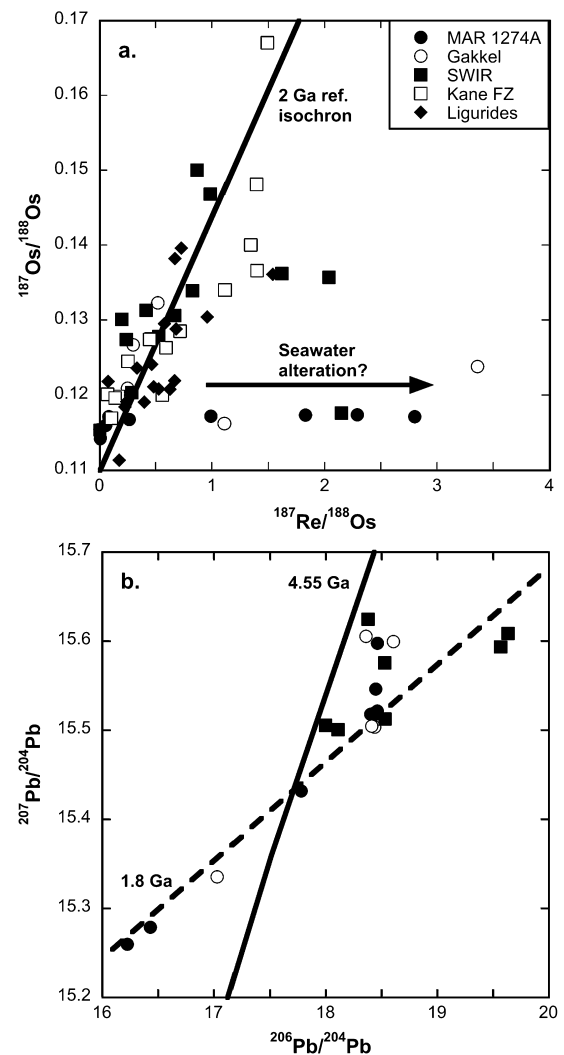 0.17
0.16
0.15
0.14
0.13
0.12
0.11
¹⁸⁷Os/¹⁸⁸Os
a.
2 Ga ref.
isochron
MAR 1274A
Gakkel
SWIR
Kane FZ
Ligurides
Seawater
alteration?
0 1 2 3 4
¹⁸⁷Re/¹⁸⁸Os
15.7
15.6
15.5
15.4
15.3
15.2
²⁰⁷Pb/²⁰⁴Pb
b.
4.55 Ga
1.8 Ga
16 17 18 19 20
²⁰⁶Pb/²⁰⁴Pb